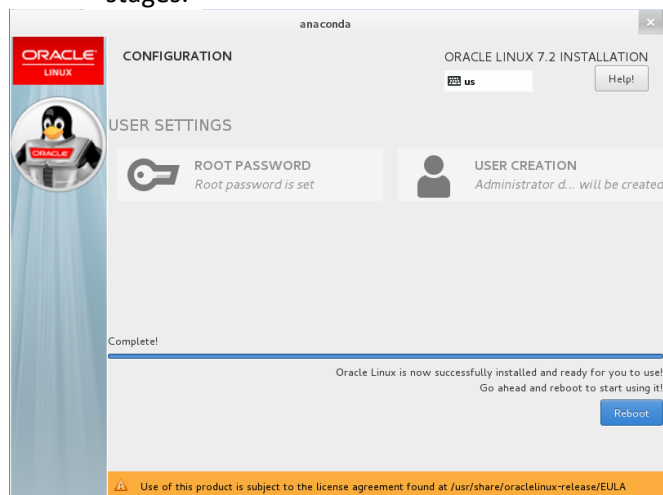 stages.
anaconda
ORACLE
LINUX
CONFIGURATION
ORACLE LINUX 7.2 INSTALLATION
us
Help!
ORACLE
USER SETTINGS
ROOT PASSWORD
Root password is set
USER CREATION
Administrator d... will be created
Complete!
Oracle Linux is now successfully installed and ready for you to use!
Go ahead and reboot to start using it!
Reboot
Use of this product is subject to the license agreement found at /usr/share/oraclelinux-release/EULA